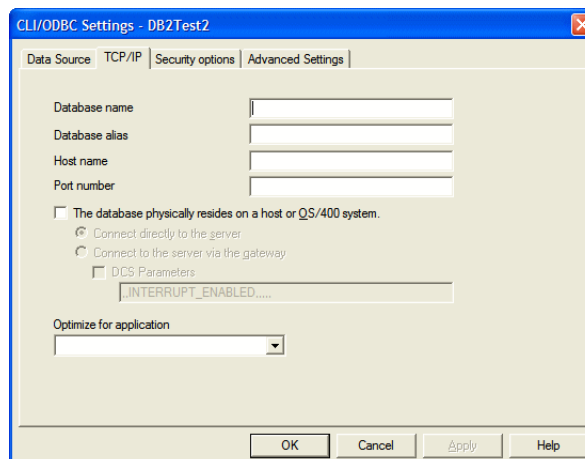 CLI/ODBC Settings - DB2Test2
Data Source TCP/IP Security options Advanced Settings
Database name
Database alias
Host name
Port number
The database physically resides on a host or OS/400 system.
Connect directly to the server
Connect to the server via the gateway
DCS Parameters
,,INTERRUPT_ENABLED,,,,,
Optimize for application
OK Cancel Apply Help